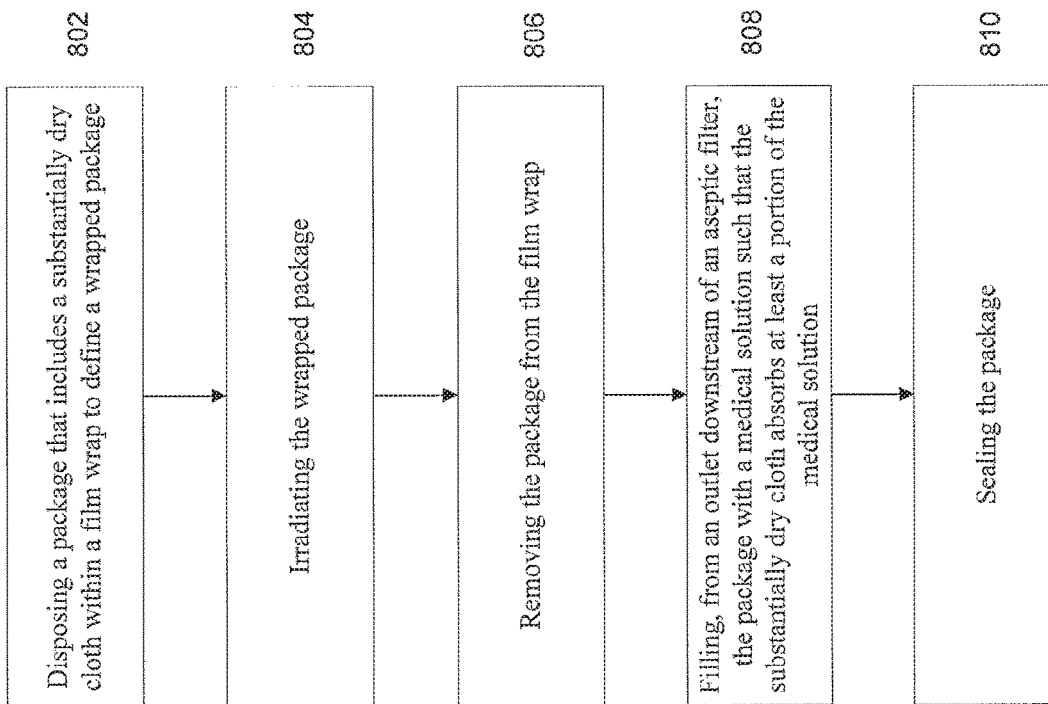 Disposing a package that includes a substantially dry
cloth within a film wrap to define a wrapped package
802
Irradiating the wrapped package
804
Removing the package from the film wrap
806
Filling, from an outlet downstream of an aseptic filter,
the package with a medical solution such that the
substantially dry cloth absorbs at least a portion of the
medical solution
808
Sealing the package
810